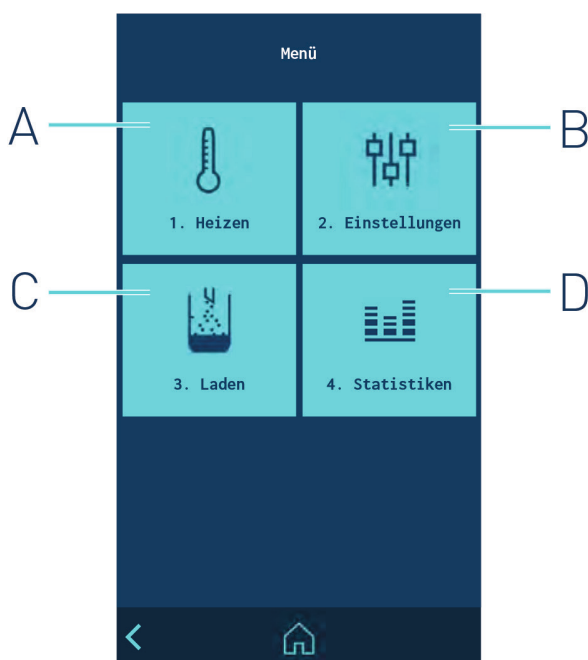 Menü
A
B
1. Heizen
2. Einstellungen
C
D
3. Laden
4. Statistiken